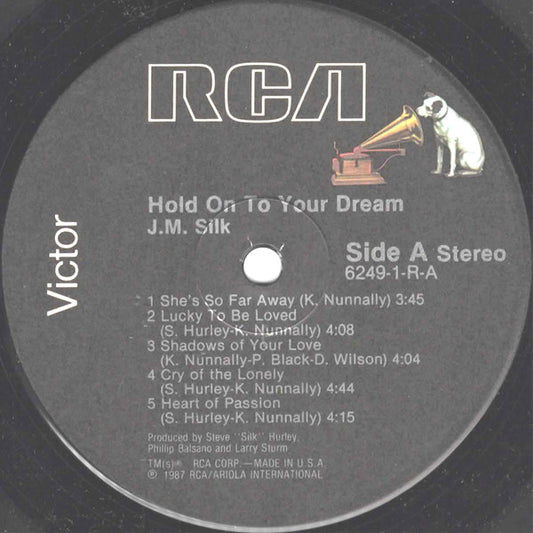 RCA
Victor
Hold On To Your Dream
J.M. Silk
Side A Stereo
6249-1-R-A
1 She's So Far Away (K. Nunnally) 3:45
2 Lucky To Be Loved
(S. Hurley-K. Nunnally) 4:08
3 Shadows of Your Love
(K. Nunnally-P. Black-D. Wilson) 4:04
4 Cry of the Lonely
(S. Hurley-K. Nunnally) 4:44
5 Heart of Passion
(S. Hurley-K. Nunnally) 4:15
Produced by Steve "Silk" Hurley,
Phillip Balsano and Larry Sturm
TM(s)® RCA CORP.—MADE IN U.S.A.
℗ 1987 RCA/ARIOLA INTERNATIONAL